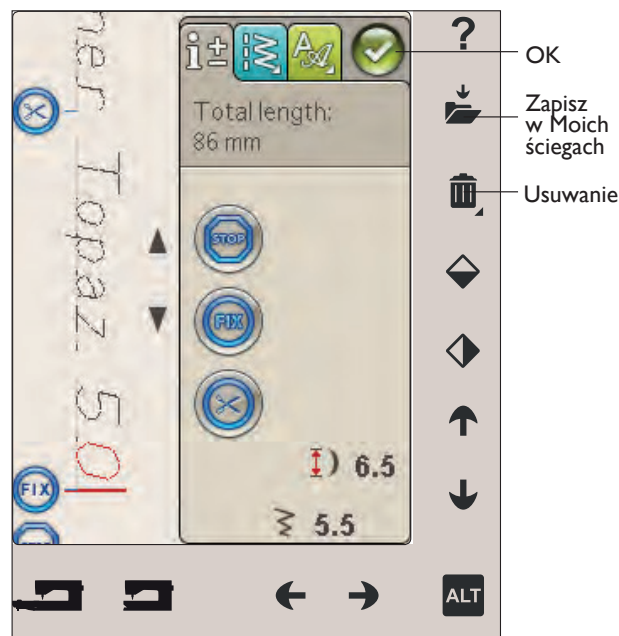 ner Topaz 50
FIX
i±
Total length:
86 mm
STOP
FIX
6.5
5.5
?
OK
Zapisz
w Moich
ściegach
Usuwanie
ALT